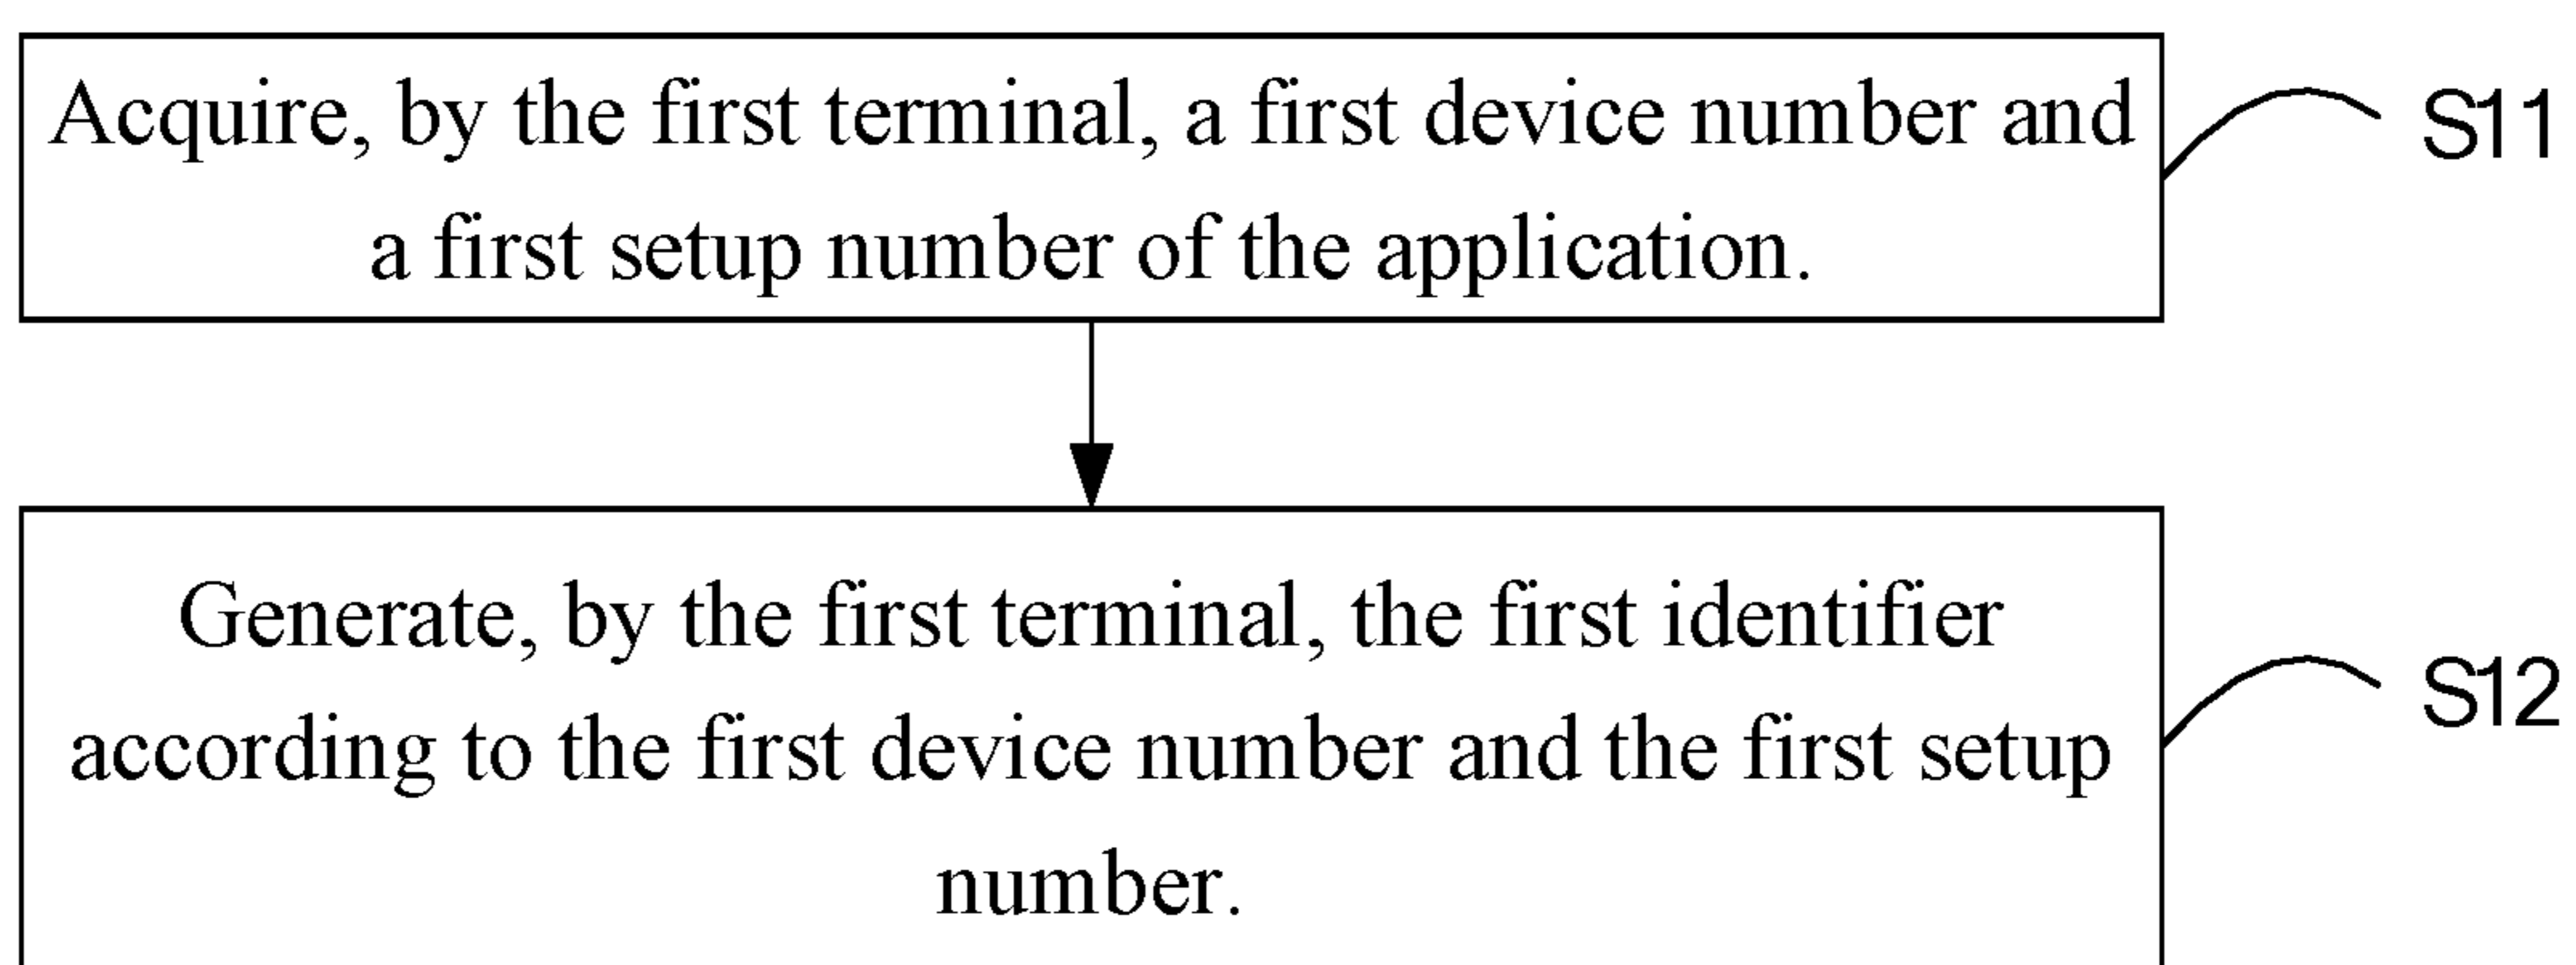 Acquire, by the first terminal, a first device number and
a first setup number of the application.
S11
Generate, by the first terminal, the first identifier
according to the first device number and the first setup
number.
S12